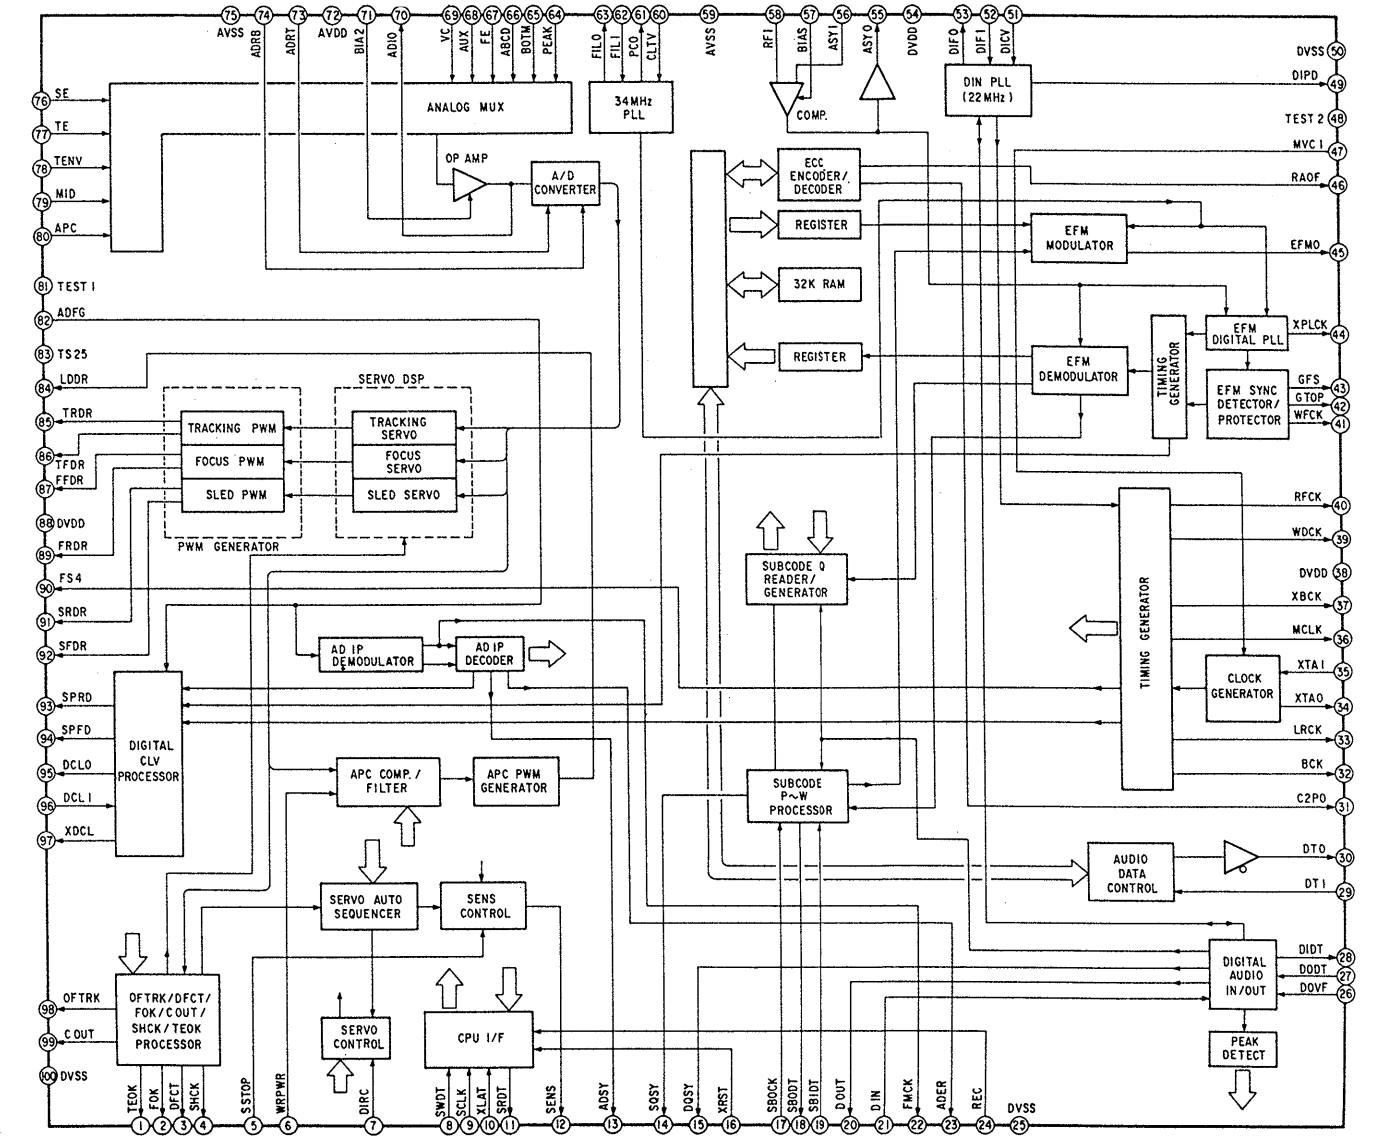 75 74 73 72 71 70 69 68 67 66 65 64 63 62 61 60 59 58 57 56 55 54 53 52 51
AVSS
ADRB
ADRT
AVDD
BIA2
ADIO
VC
AUX
FE
ABCD
BOTM
PEAK
FILO
FILI
PCO
CLTV
AVSS
RFI
BIAS
ASYI
ASYO
DVDD
DIFO
DIFI
DICV
76 SE
77 TE
78 TENV
79 MID
80 APC
81 TEST1
82 ADFG
83 TS25
84 LDDR
85 TRDR
86 TFDR
87 FFDR
88 DVDD
89 FRDR
90 FS4
91 SRDR
92 SFDR
93 SPRD
94 SPFD
95 DCLO
96 DCLI
97 XDCL
98 OFTRK
99 COUT
100 DVSS
ANALOG MUX
34MHz
PLL
COMP.
DIN PLL
(22MHz)
OP AMP
A/D
CONVERTER
ECC
ENCODER/
DECODER
REGISTER
32K RAM
REGISTER
EFM
MODULATOR
EFM
DEMODULATOR
TIMING
GENERATOR
EFM
DIGITAL PLL
EFM SYNC
DETECTOR/
PROTECTOR
SERVO DSP
TRACKING PWM
FOCUS PWM
SLED PWM
PWM GENERATOR
TRACKING
SERVO
FOCUS
SERVO
SLED SERVO
SUBCODE Q
READER/
GENERATOR
TIMING GENERATOR
CLOCK
GENERATOR
ADIP
DEMODULATOR
ADIP
DECODER
DIGITAL
CLV
PROCESSOR
APC COMP./
FILTER
APC PWM
GENERATOR
SUBCODE
P~W
PROCESSOR
AUDIO
DATA
CONTROL
SERVO AUTO
SEQUENCER
SENS
CONTROL
OFTRK/DFCT/
FOK/COUT/
SHCK/TEOK
PROCESSOR
SERVO
CONTROL
CPU I/F
DIGITAL
AUDIO
IN/OUT
PEAK
DETECT
DVSS 50
DIPD 49
TEST2 48
MVCI 47
RAOF 46
EFMO 45
XPLCK 44
GFS 43
GTOP 42
WFCK 41
RFCK 40
WDCK 39
DVDD 38
XBCK 37
MCLK 36
XTAI 35
XTAO 34
LRCK 33
BCK 32
C2PO 31
DTO 30
DTI 29
DIDT 28
DODT 27
DOVF 26
TEOK
FOK
DFCT
SHCK
SSTOP
WRPWR
DIRC
SWDT
SCLK
XLAT
SRDT
SENS
ADSY
SQSY
DQSY
XRST
SBOCK
SBODT
SBIDT
DOUT
DIN
FMCK
ADER
REC
DVSS
1 2 3 4 5 6 7 8 9 10 11 12 13 14 15 16 17 18 19 20 21 22 23 24 25